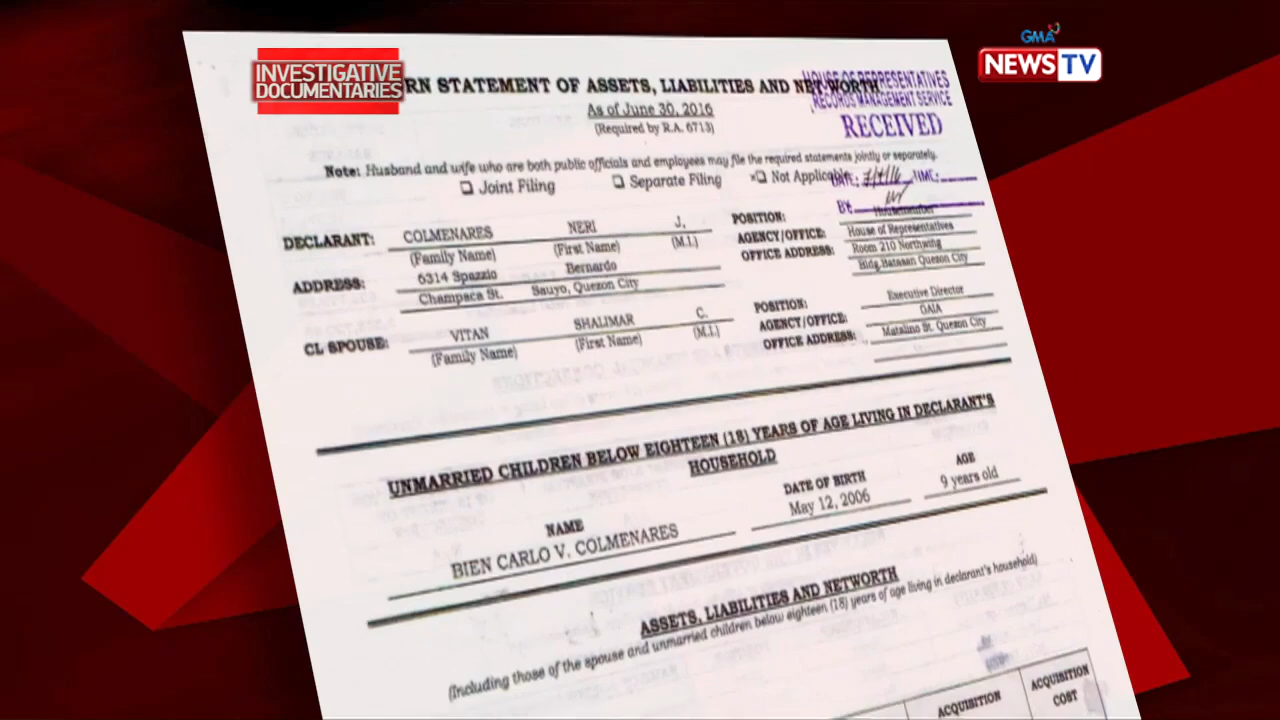 INVESTIGATIVE
DOCUMENTARIES
GMA
NEWS TV
RN STATEMENT OF ASSETS, LIABILITIES AND NETWORTH
As of June 30, 2016
(Required by R.A. 6713)
HOUSE OF REPRESENTATIVES
RECORDS MANAGEMENT SERVICE
RECEIVED
DATE: TIME:
BY:
Note: Husband and wife who are both public officials and employees may file the required statements jointly or separately.
Joint Filing Separate Filing Not Applicable
DECLARANT: COLMENARES NERI J.
(Family Name) (First Name) (M.I.)
ADDRESS: 6314 Spazzio Bernardo
Champaca St. Sauyo, Quezon City
POSITION: Housemember
AGENCY/OFFICE: House of Representatives
OFFICE ADDRESS: Room 210 Northwing
Bldg.Batasan Quezon City
CL SPOUSE: VITAN SHALIMAR C.
(Family Name) (First Name) (M.I.)
POSITION: Executive Director
AGENCY/OFFICE: GAIA
OFFICE ADDRESS: Matalino St. Quezon City
UNMARRIED CHILDREN BELOW EIGHTEEN (18) YEARS OF AGE LIVING IN DECLARANT'S
HOUSEHOLD
NAME DATE OF BIRTH AGE
BIEN CARLO V. COLMENARES May 12, 2006 9 years old
ASSETS, LIABILITIES AND NETWORTH
(Including those of the spouse and unmarried children below eighteen (18) years of age living in declarant's household)
ACQUISITION
ACQUISITION
COST